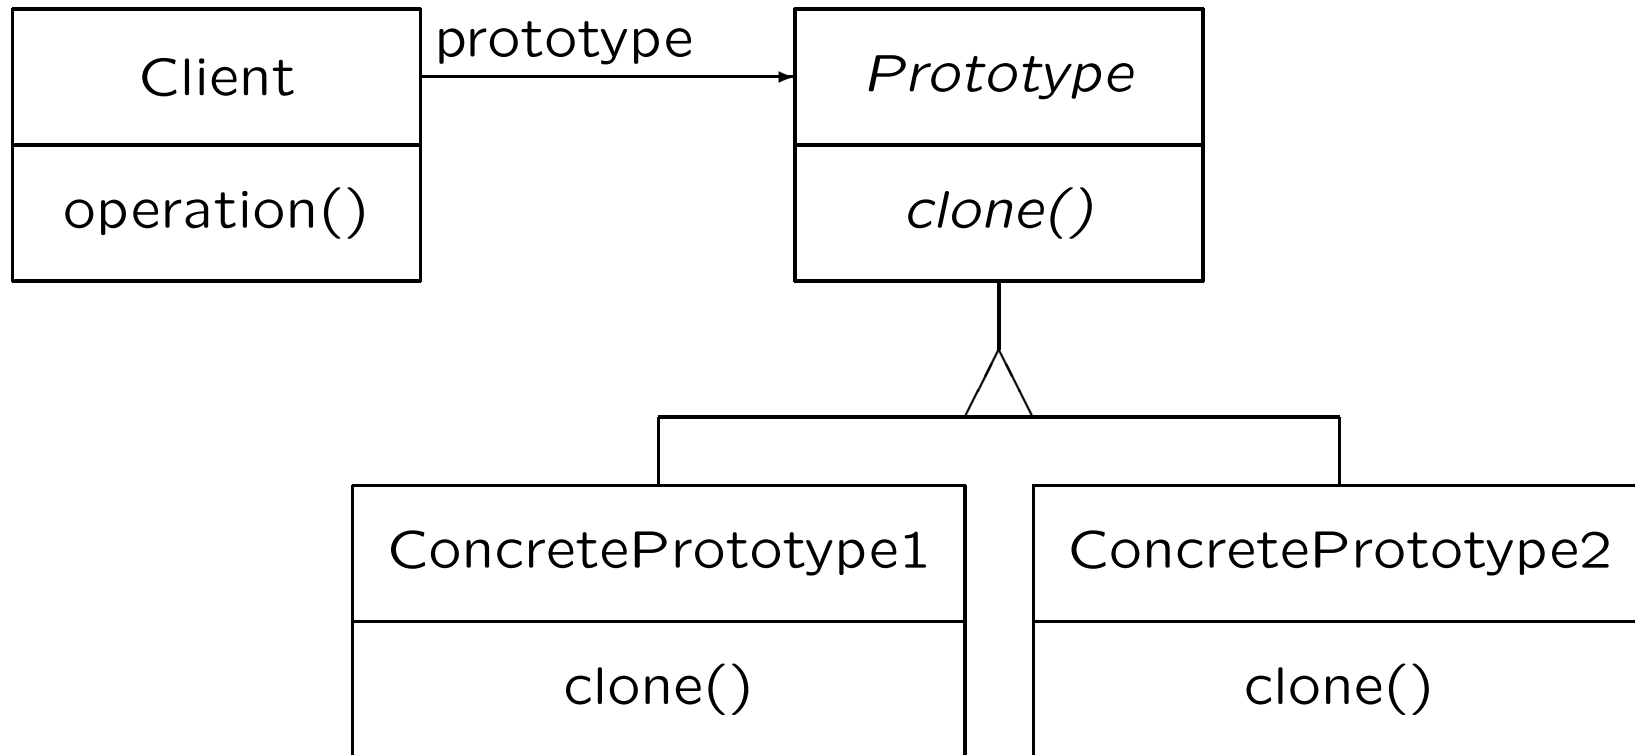 Client
operation()
prototype
Prototype
clone()
ConcretePrototype1
clone()
ConcretePrototype2
clone()